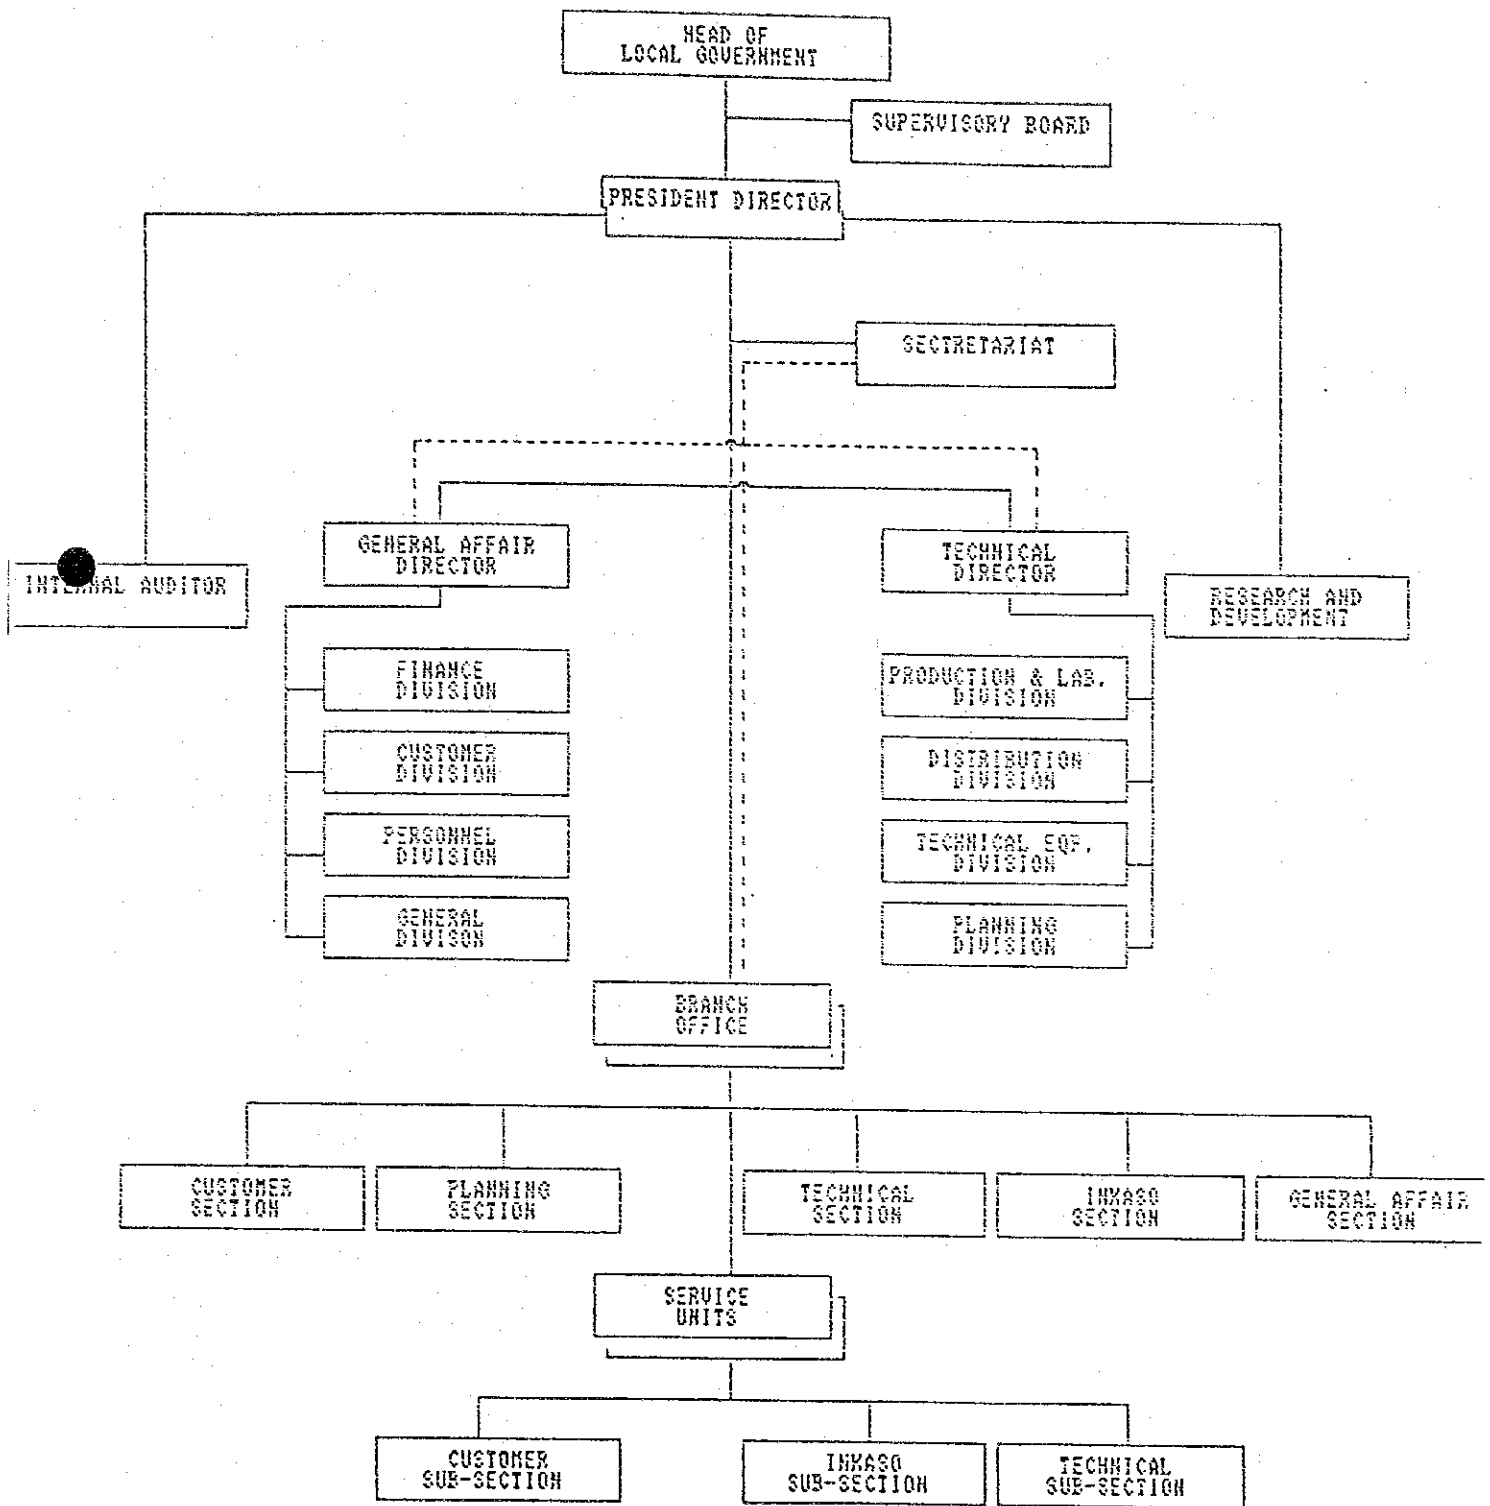 HEAD OF
LOCAL GOVERNMENT
SUPERVISORY BOARD
PRESIDENT DIRECTOR
SECTRETARIAT
GENERAL AFFAIR
DIRECTOR
TECHNICAL
DIRECTOR
INTERNAL AUDITOR
RESEARCH AND
DEVELOPMENT
FINANCE
DIVISION
PRODUCTION & LAB.
DIVISION
CUSTOMER
DIVISION
DISTRIBUTION
DIVISION
PERSONNEL
DIVISION
TECHNICAL EQP.
DIVISION
GENERAL
DIVISON
PLANNING
DIVISION
BRANCH
OFFICE
CUSTOMER
SECTION
PLANNING
SECTION
TECHNICAL
SECTION
INKASO
SECTION
GENERAL AFFAIR
SECTION
SERVICE
UNITS
CUSTOMER
SUB-SECTION
INKASO
SUB-SECTION
TECHNICAL
SUB-SECTION